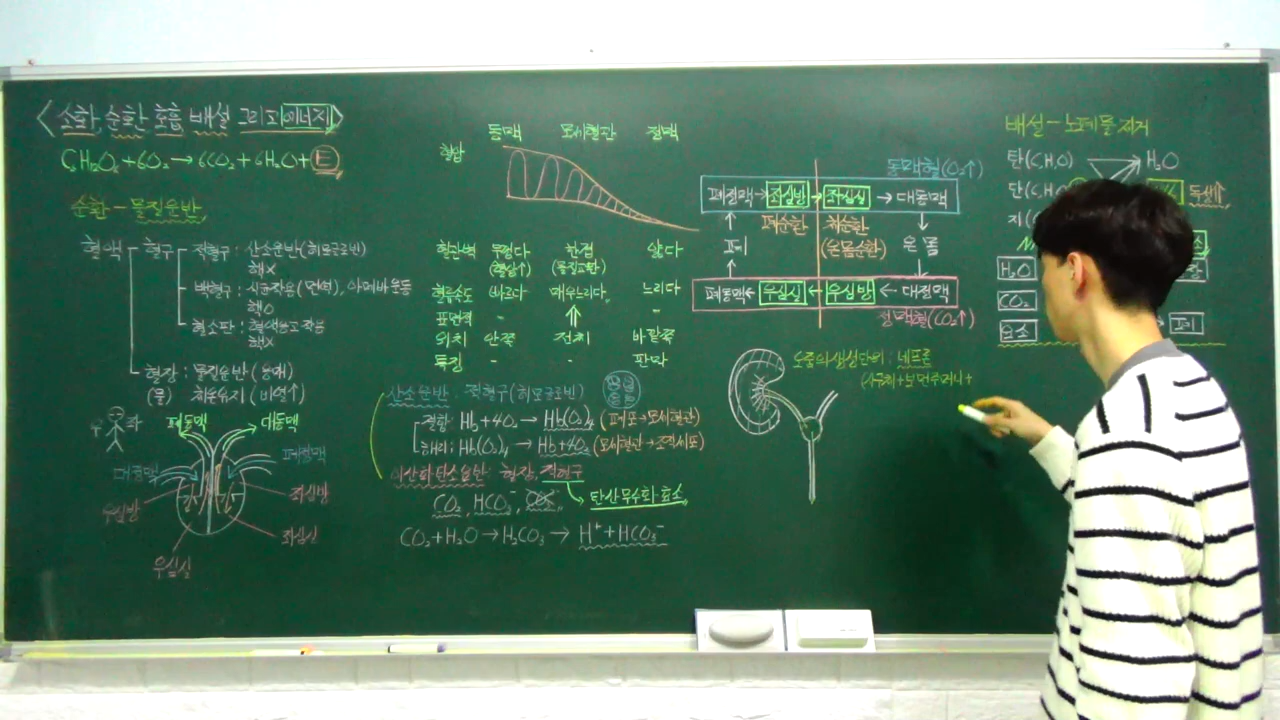 <소화, 순환, 호흡, 배설 그리고 에너지>
C₆H₁₂O₆+6O₂→6CO₂+6H₂O+E
순환-물질운반
혈액
혈구
적혈구: 산소운반(헤모글로빈)
핵×
백혈구: 식균작용(면역), 아메바운동
핵○
혈소판: 혈액응고작용
핵×
혈장: 물질운반(용매)
(물) 체온유지(비열↑)
우 좌
폐동맥 대동맥
대정맥 폐정맥
우심방 좌심방
우심실 좌심실
동맥 모세혈관 정맥
혈압
혈관벽 두껍다 한겹 얇다
(혈압↑) (물질교환)
혈류속도 빠르다 매우느리다 느리다
표면적 - ⇑ -
위치 안쪽 전체 바깥쪽
특징 - - 판막
산소운반: 적혈구(헤모글로빈)
결합: Hb+4O₂→Hb(O₂)₄ (폐포→모세혈관)
해리: Hb(O₂)₄→Hb+4O₂ (모세혈관→조직세포)
이산화탄소운반: 혈장, 적혈구
CO₂, HCO₃⁻,
탄산무수화효소
CO₂+H₂O→H₂CO₃→H⁺+HCO₃⁻
동맥혈(O₂↑)
폐정맥→좌심방→좌심실→대동맥
↑ 폐순환 체순환 ↓
폐 (온몸순환) 온몸
↑ ↓
폐동맥←우심실←우심방←대정맥
정맥혈(CO₂↑)
오줌의생성단위: 네프론
(사구체+보먼주머니+
배설-노폐물제거
탄(C,H,O) H₂O
단(C,H,O 독성↑
지(
H₂O
CO₂
요소 폐